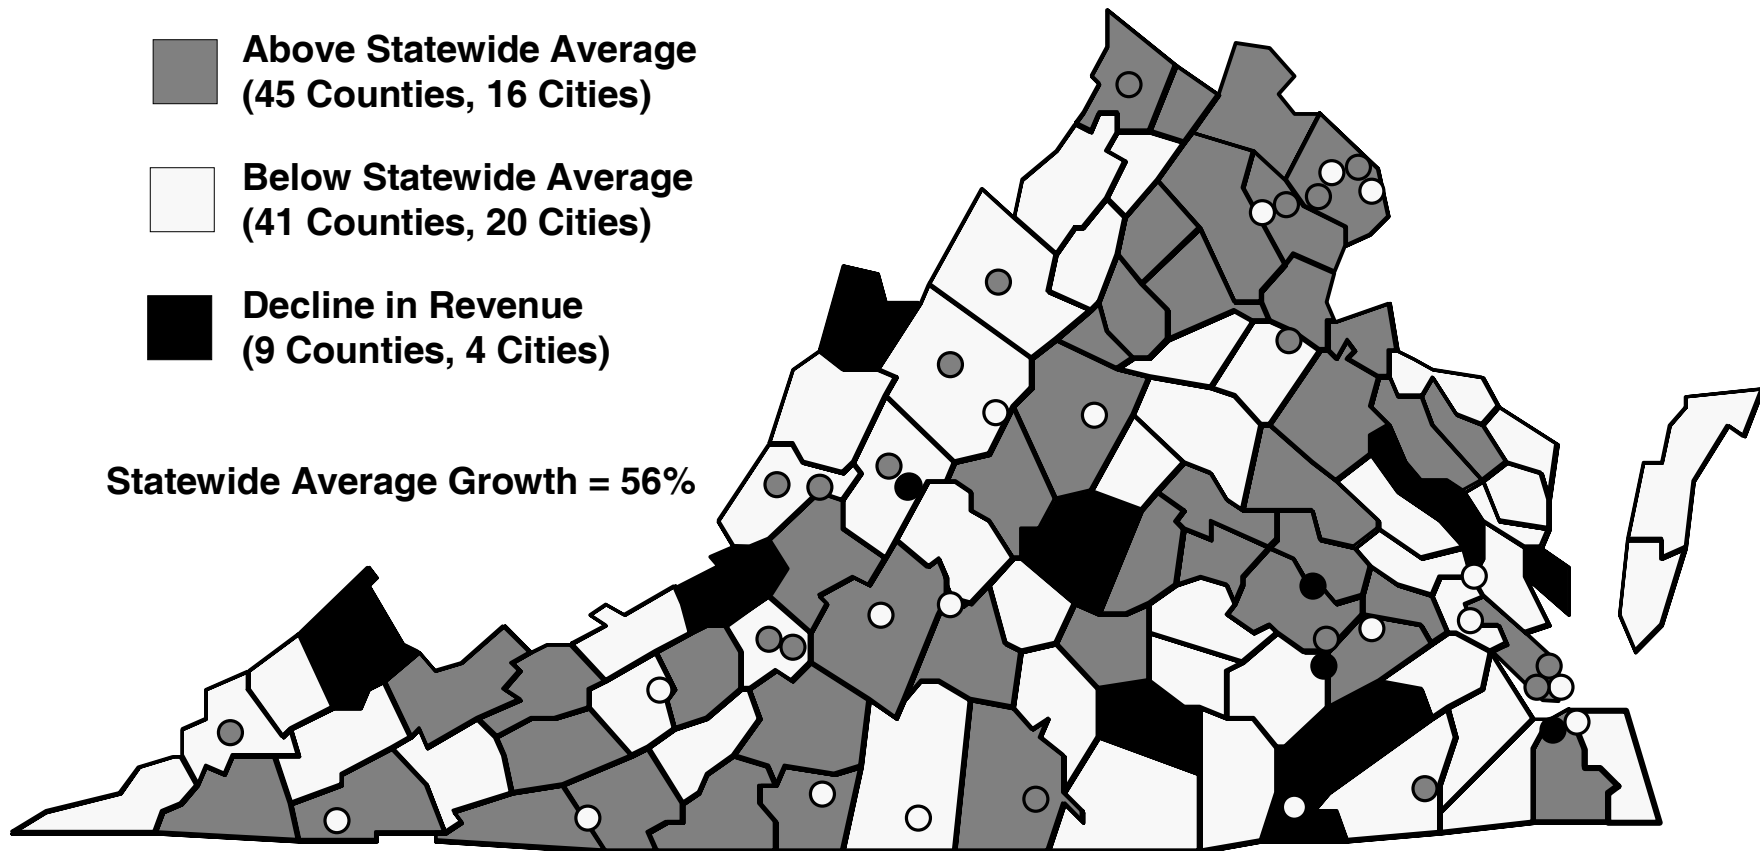 Above Statewide Average
(45 Counties, 16 Cities)
Below Statewide Average
(41 Counties, 20 Cities)
Decline in Revenue
(9 Counties, 4 Cities)
Statewide Average Growth = 56%